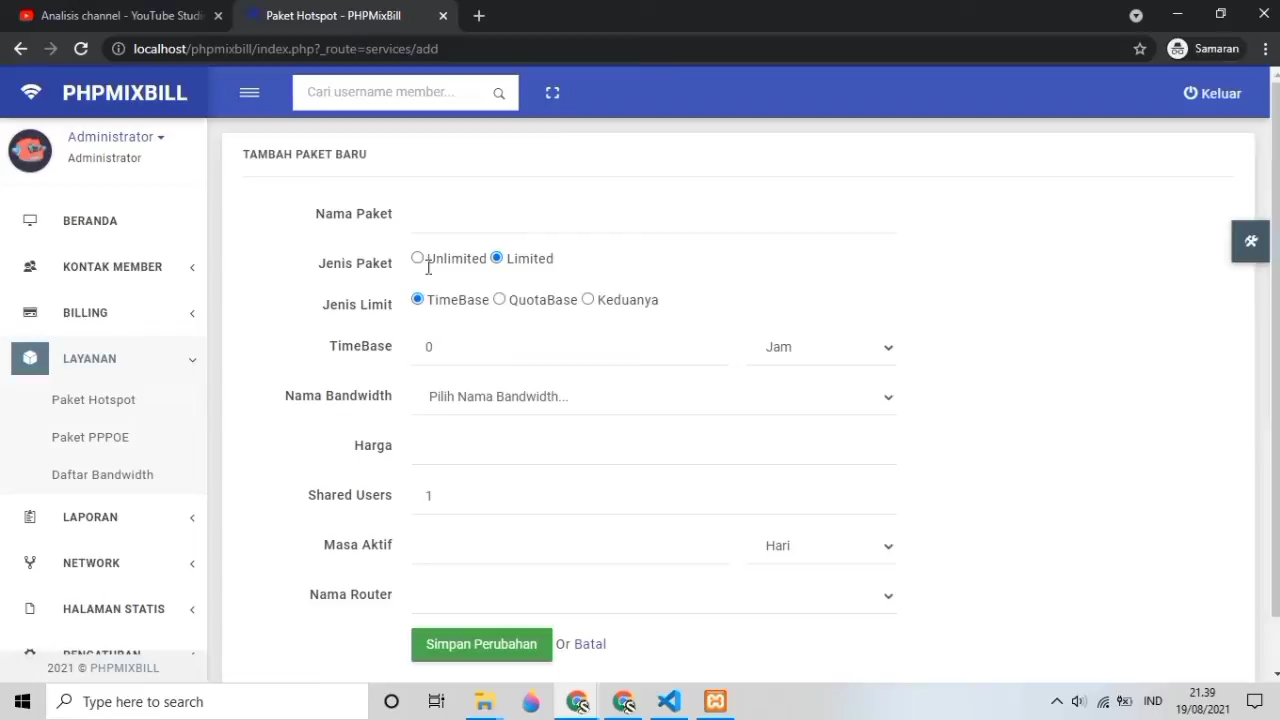 Analisis channel - YouTube Studi
Paket Hotspot - PHPMixBill
localhost/phpmixbill/index.php?_route=services/add
Samaran
PHPMIXBILL
Cari username member...
Keluar
Administrator
Administrator
TAMBAH PAKET BARU
Nama Paket
Jenis Paket
Unlimited Limited
Jenis Limit
TimeBase QuotaBase Keduanya
TimeBase
0
Jam
Nama Bandwidth
Pilih Nama Bandwidth...
Harga
Shared Users
1
Masa Aktif
Hari
Nama Router
Simpan Perubahan Or Batal
BERANDA
KONTAK MEMBER
BILLING
LAYANAN
Paket Hotspot
Paket PPPOE
Daftar Bandwidth
LAPORAN
NETWORK
HALAMAN STATIS
PENGATURAN
2021 © PHPMIXBILL
Type here to search
IND
21.39
19/08/2021